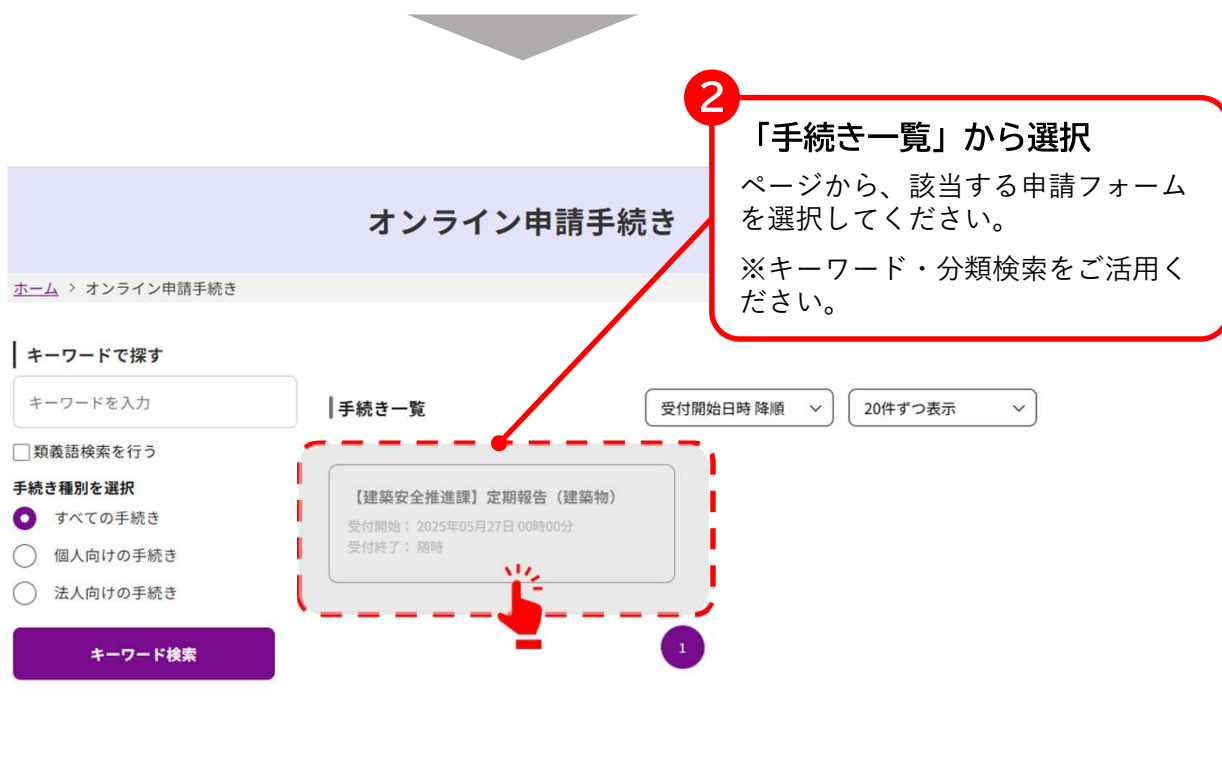 2
「手続き一覧」から選択
ページから、該当する申請フォーム
を選択してください。
※キーワード・分類検索をご活用く
ださい。
オンライン申請手続き
ホーム > オンライン申請手続き
キーワードで探す
キーワードを入力
類義語検索を行う
手続き種別を選択
すべての手続き
個人向けの手続き
法人向けの手続き
キーワード検索
手続き一覧
受付開始日時 降順
20件ずつ表示
【建築安全推進課】定期報告（建築物）
受付開始： 2025年05月27日 00時00分
受付終了： 随時
1